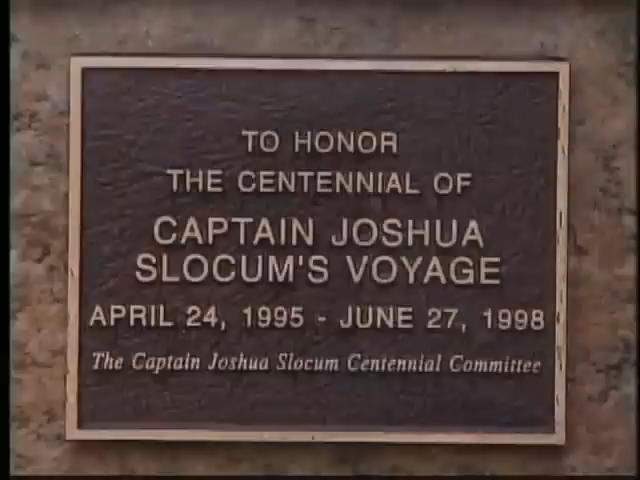 TO HONOR
THE CENTENNIAL OF
CAPTAIN JOSHUA
SLOCUM'S VOYAGE
APRIL 24, 1995 - JUNE 27, 1998
The Captain Joshua Slocum Centennial Committee